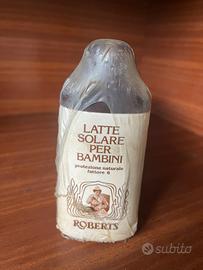 LATTE
SOLARE
PER
BAMBINI
protezione naturale
fattore 6
ROBERTS
subito